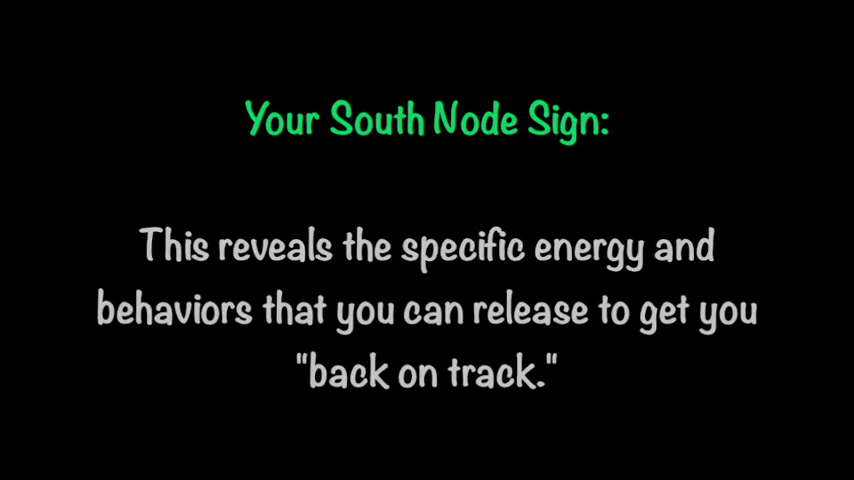 Your South Node Sign:
This reveals the specific energy and
behaviors that you can release to get you
"back on track."